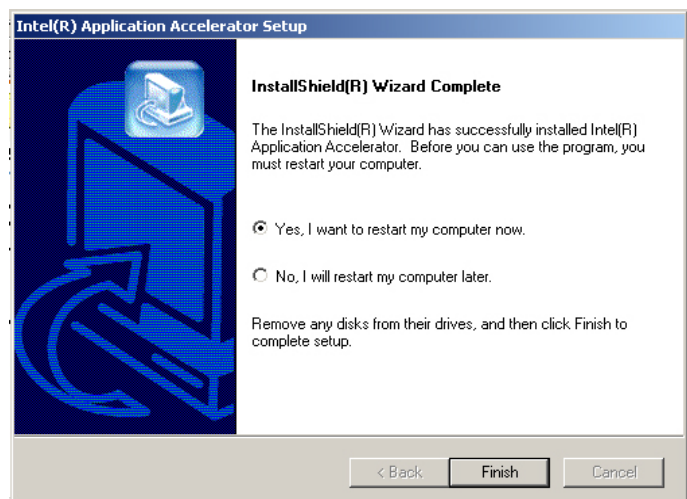 Intel(R) Application Accelerator Setup
InstallShield(R) Wizard Complete
The InstallShield(R) Wizard has successfully installed Intel(R)
Application Accelerator.  Before you can use the program, you
must restart your computer.
Yes, I want to restart my computer now.
No, I will restart my computer later.
Remove any disks from their drives, and then click Finish to
complete setup.
< Back
Finish
Cancel